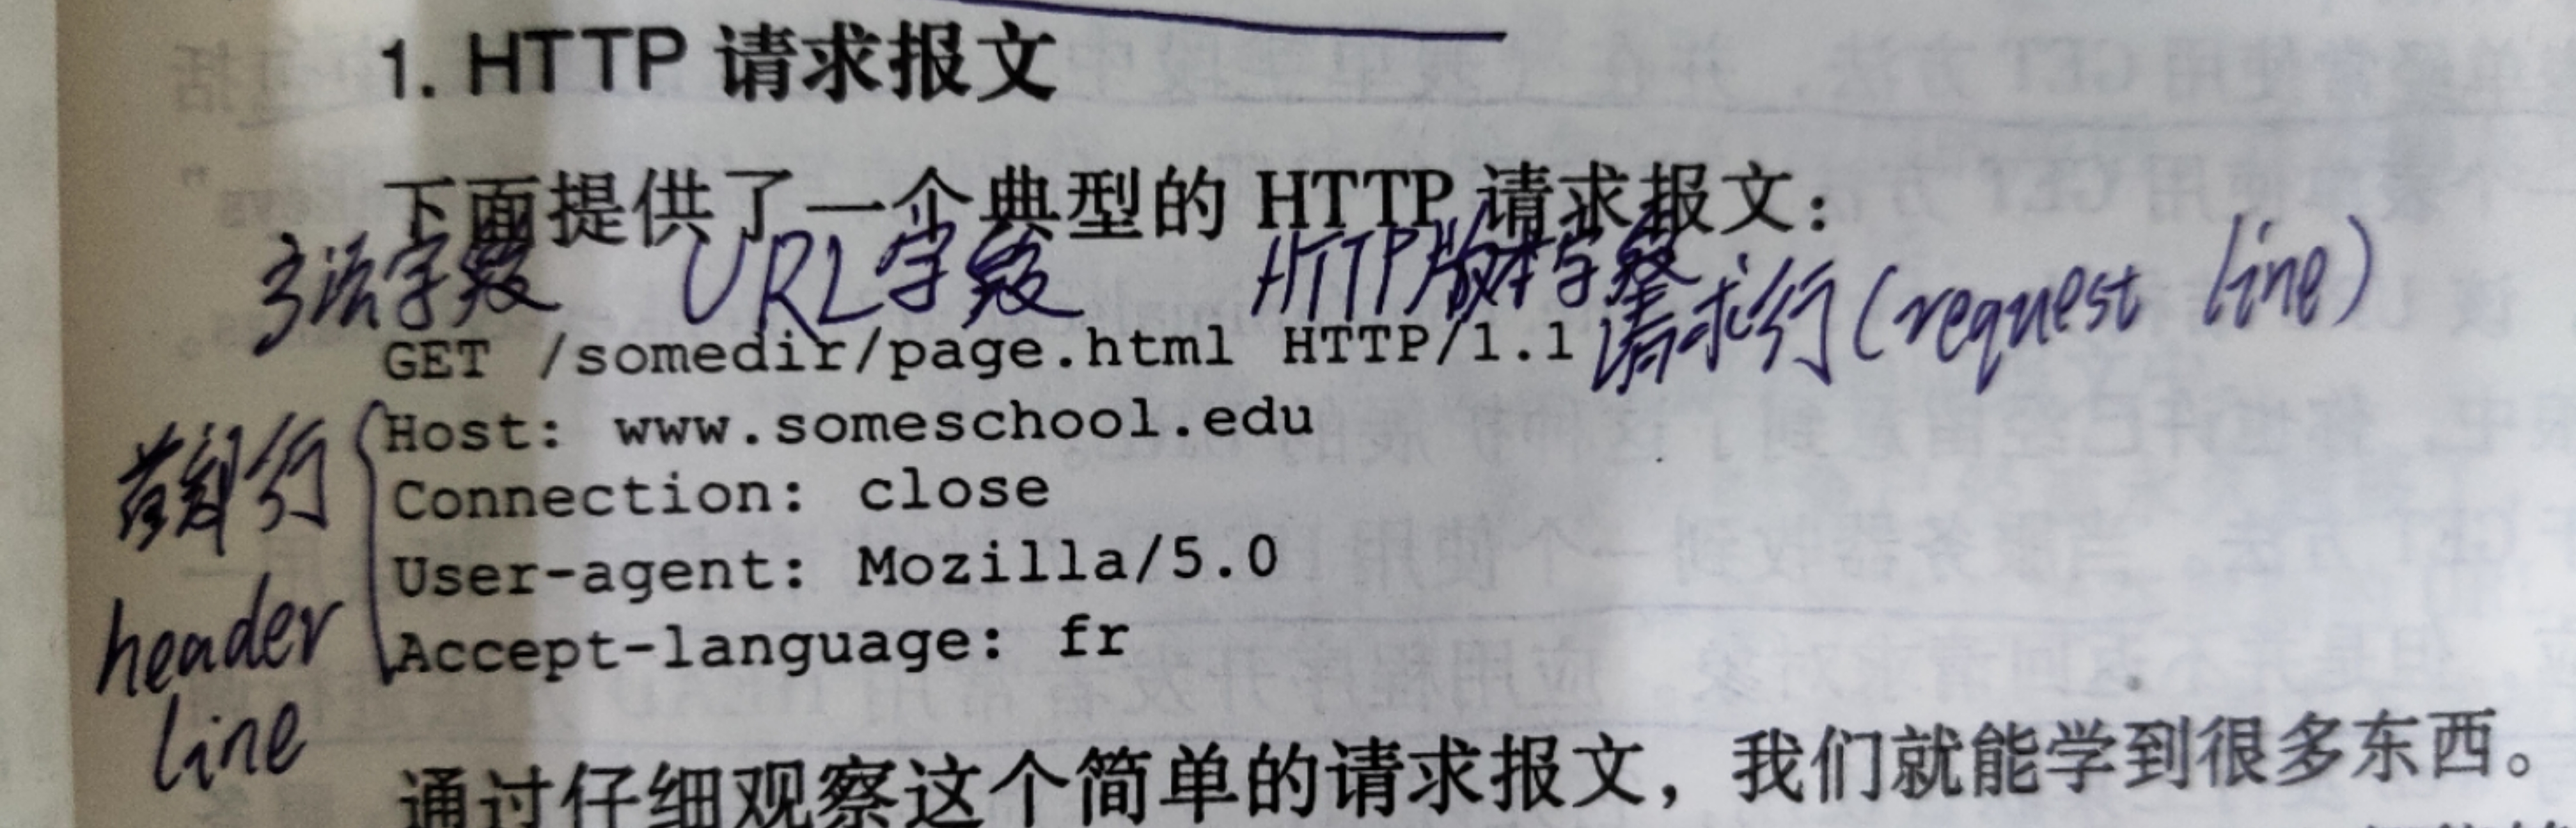 1. HTTP 请求报文
下面提供了一个典型的 HTTP 请求报文：
方法字段 URL字段 HTTP版本字段
GET /somedir/page.html HTTP/1.1 请求行(request line)
Host: www.someschool.edu
Connection: close
User-agent: Mozilla/5.0
Accept-language: fr
首部行
header
line
通过仔细观察这个简单的请求报文，我们就能学到很多东西。